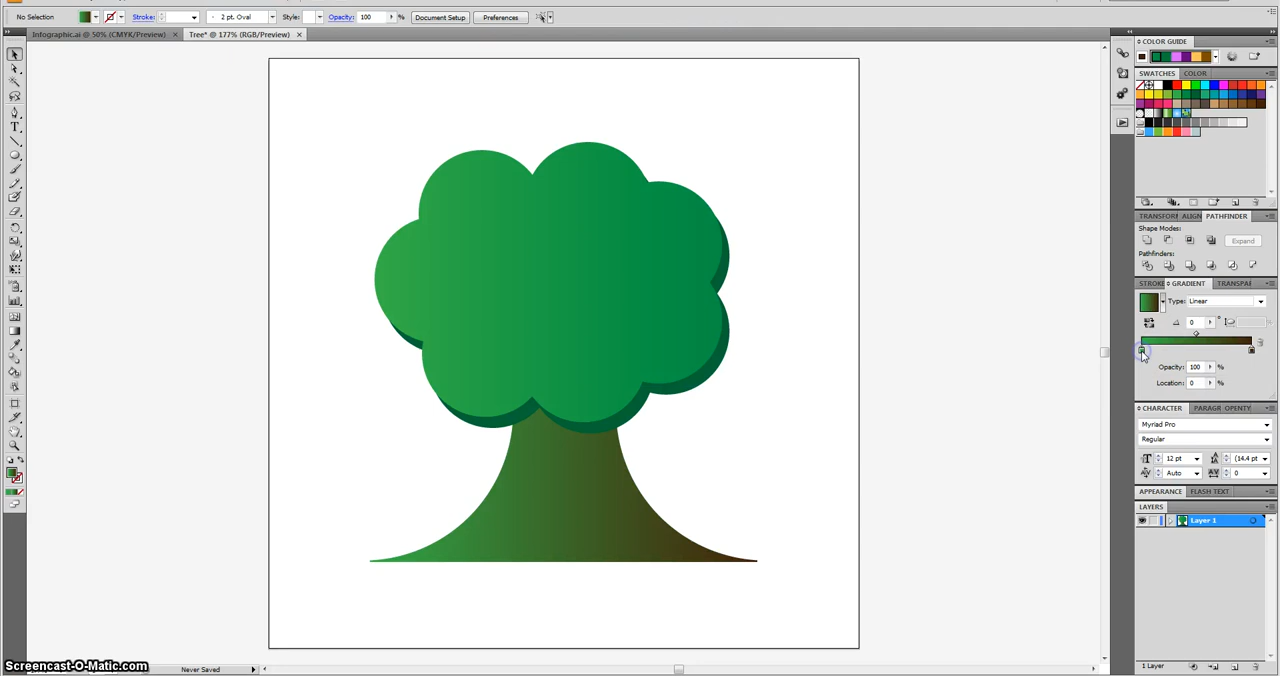 No Selection Stroke: 2 pt. Oval Style: Opacity: 100 % Document Setup Preferences
Infographic.ai @ 50% (CMYK/Preview) × Tree* @ 177% (RGB/Preview) ×
COLOR GUIDE
SWATCHES COLOR
TRANSFORM ALIGN PATHFINDER
Shape Modes:
Expand
Pathfinders:
STROKE GRADIENT TRANSPAR
Type: Linear
0 °
Opacity: 100 %
Location: 0 %
CHARACTER PARAGR OPENTY
Myriad Pro
Regular
12 pt (14.4 pt
Auto 0
APPEARANCE FLASH TEXT
LAYERS
Layer 1
1 Layer
Screencast-O-Matic.com Never Saved